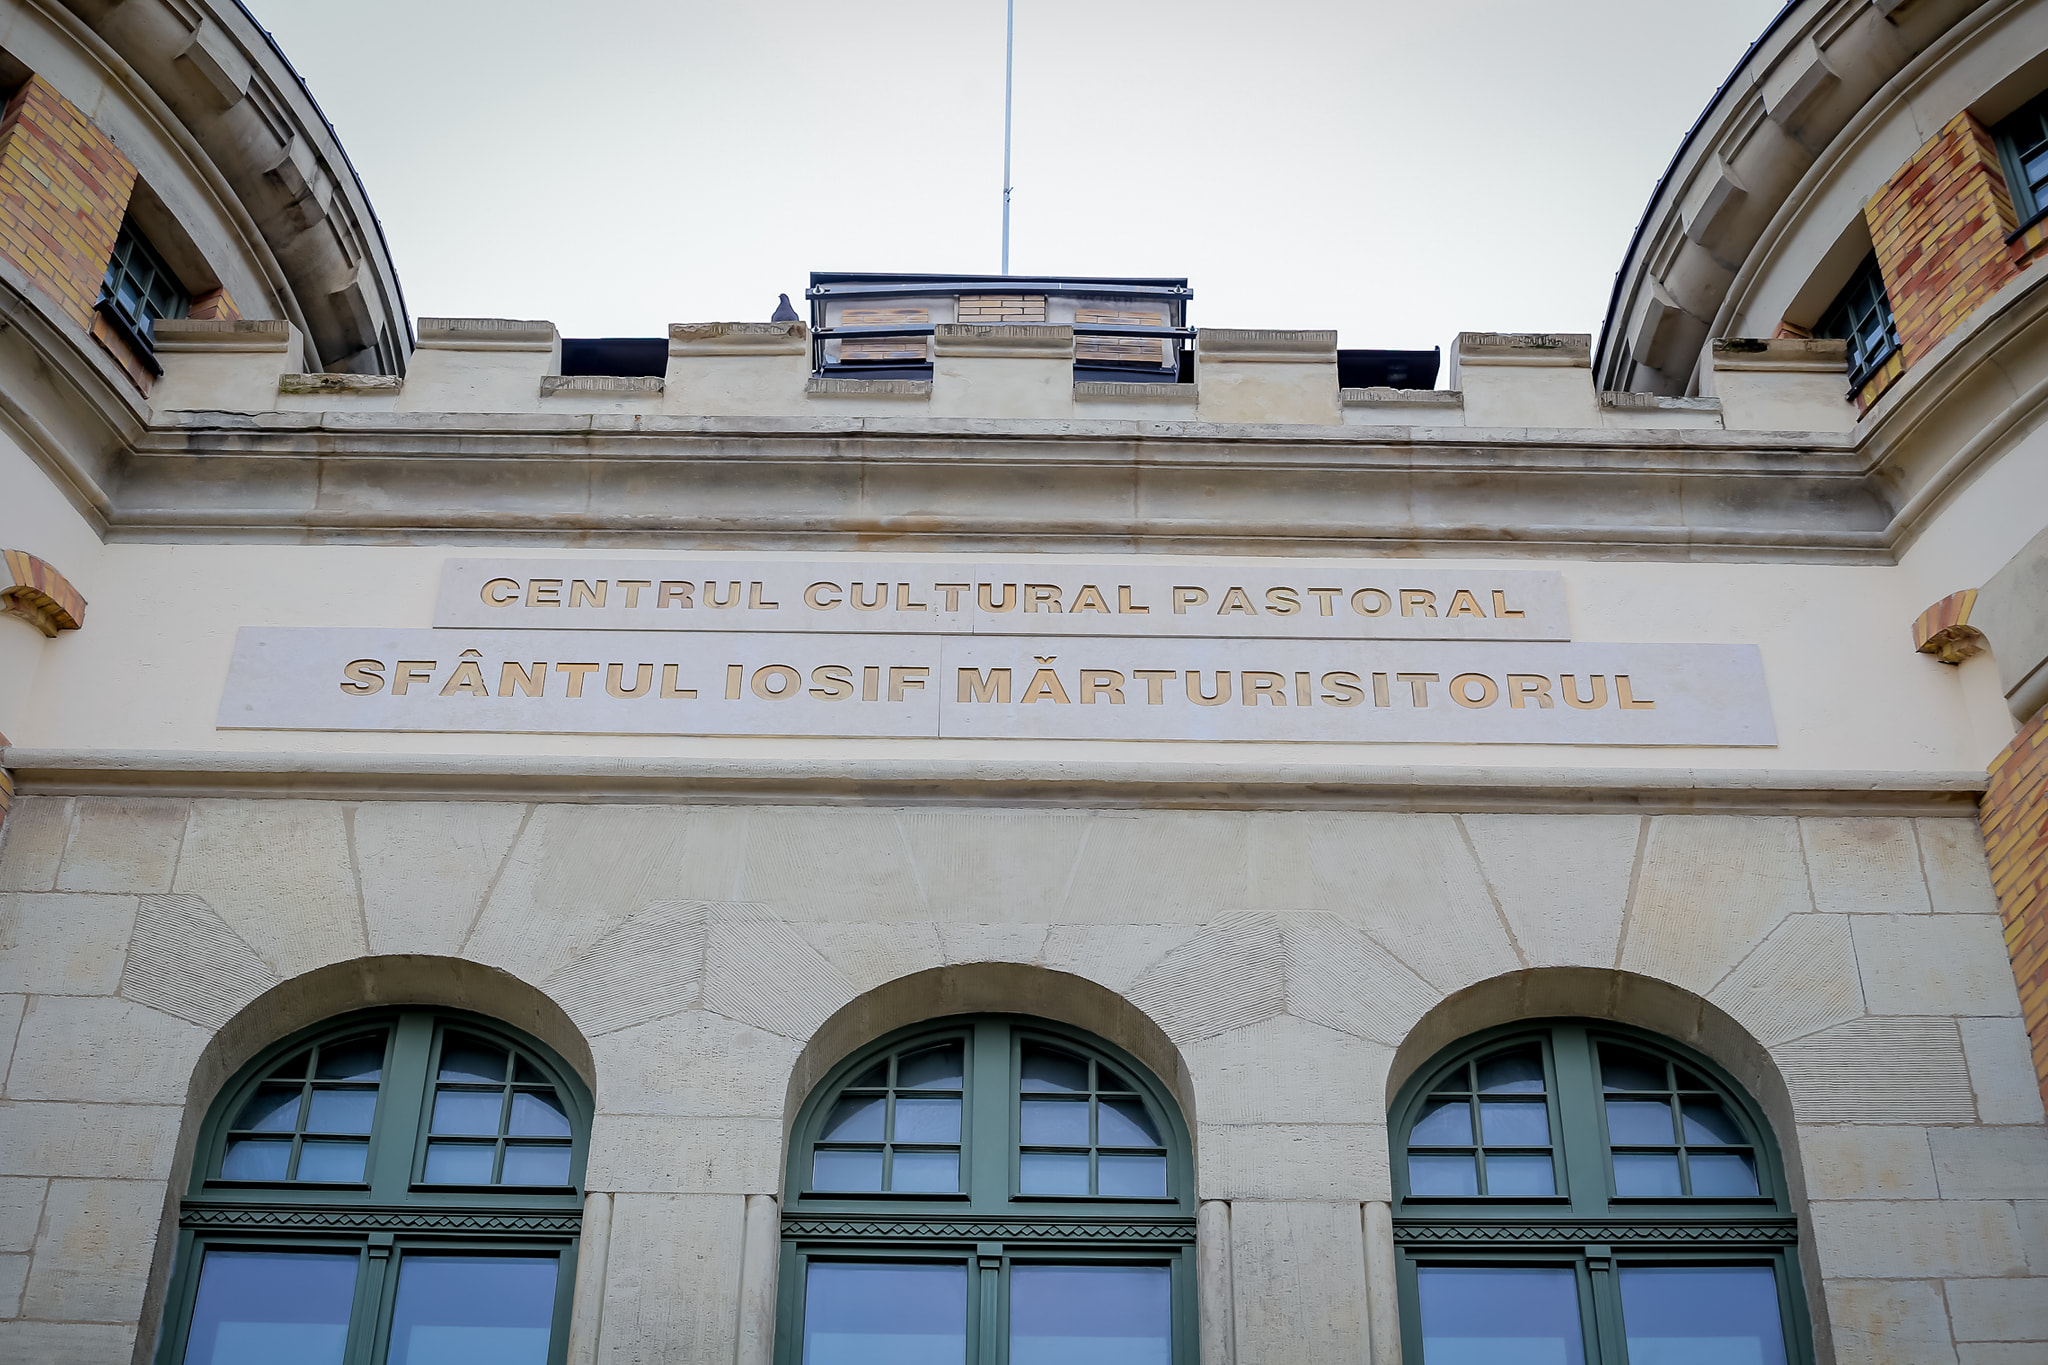 CENTRUL CULTURAL PASTORAL
SFÂNTUL IOSIF MĂRTURISITORUL